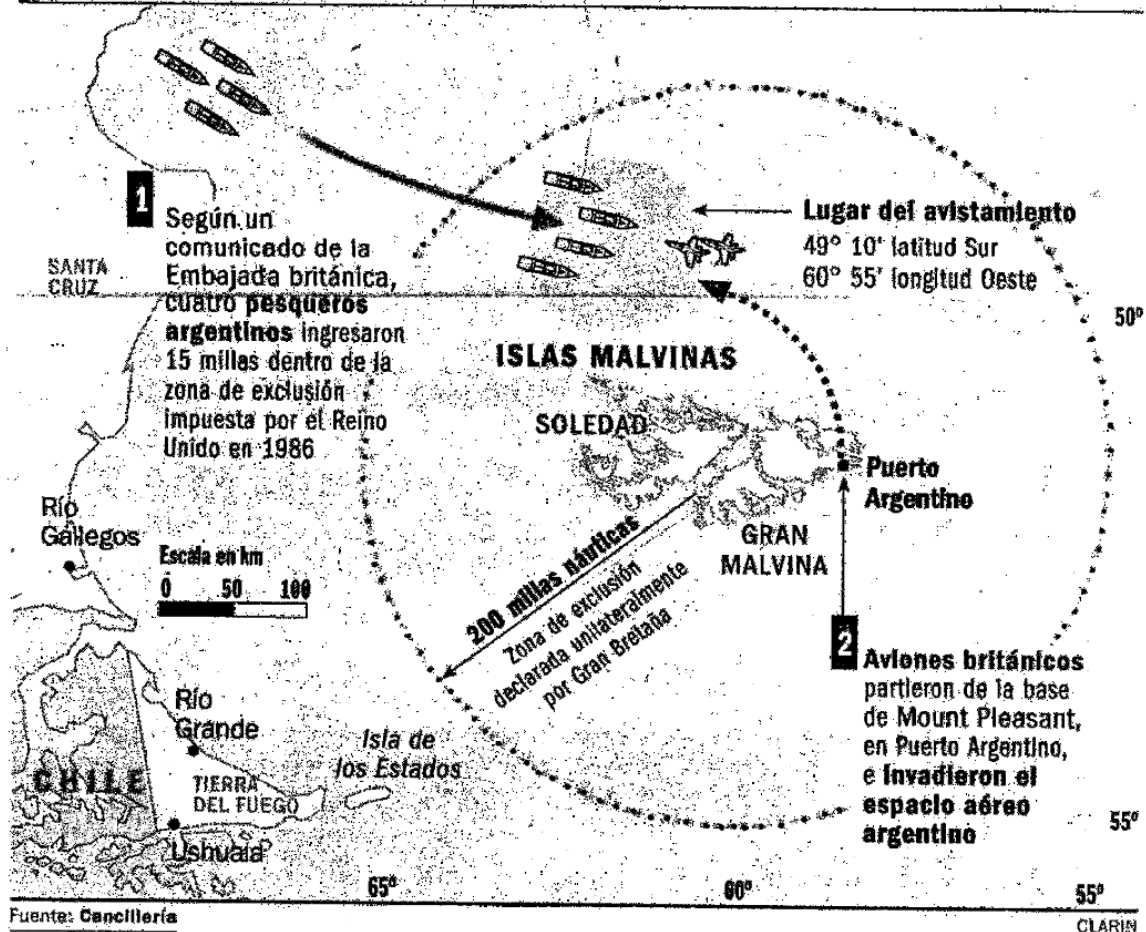 1
Según un
comunicado de la
Embajada británica,
cuatro pesqueros
argentinos ingresaron
15 millas dentro de la
zona de exclusión
impuesta por el Reino
Unido en 1986
Lugar del avistamiento
49° 10' latitud Sur
60° 55' longitud Oeste
SANTA
CRUZ
50°
ISLAS MALVINAS
SOLEDAD
Puerto
Argentino
GRAN
MALVINA
Río
Gallegos
Escala en km
0 50 100
200 millas náuticas
Zona de exclusión
declarada unilateralmente
por Gran Bretaña
2
Aviones británicos
partieron de la base
de Mount Pleasant,
en Puerto Argentino,
e invadieron el
espacio aéreo
argentino
Río
Grande
Isla de
los Estados
CHILE
TIERRA
DEL FUEGO
Ushuaia
55°
65°
60°
55°
Fuente: Cancillería
CLARIN